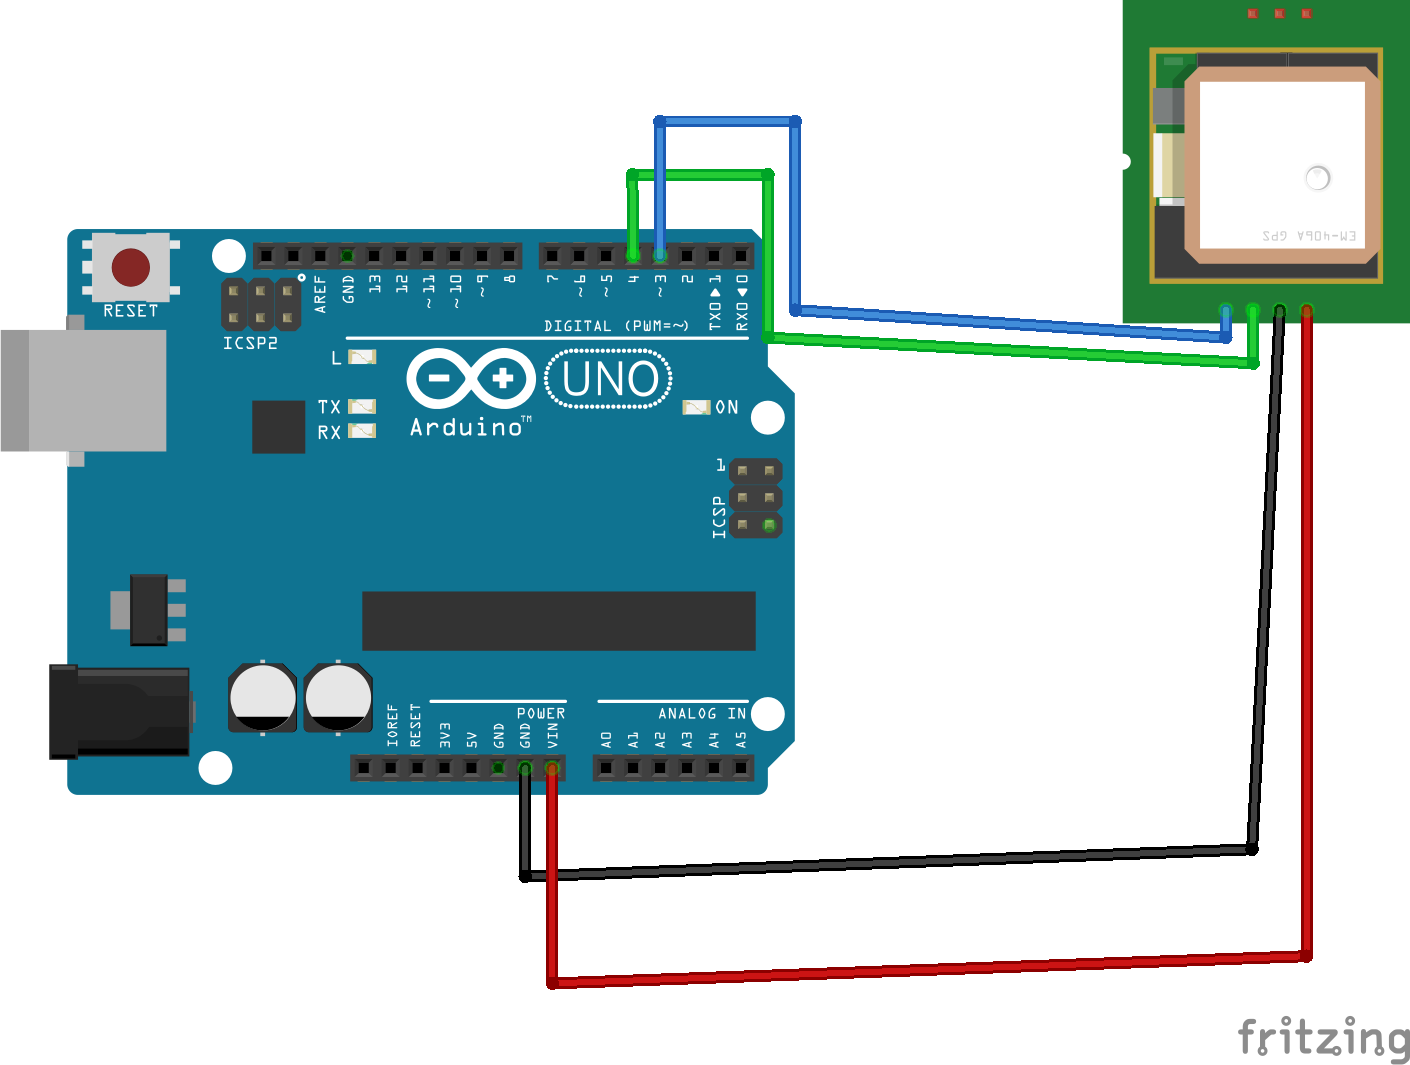 EM-406A GPS
RESET
ICSP2
AREF
GND
13
12
~11
~10
~9
8
7
~6
~5
4
~3
2
TX0▶1
RX0◀0
DIGITAL (PWM=~)
L
TX
RX
UNO
Arduino™
ON
1
ICSP
POWER
ANALOG IN
IOREF
RESET
3V3
5V
GND
GND
VIN
A0
A1
A2
A3
A4
A5
fritzing